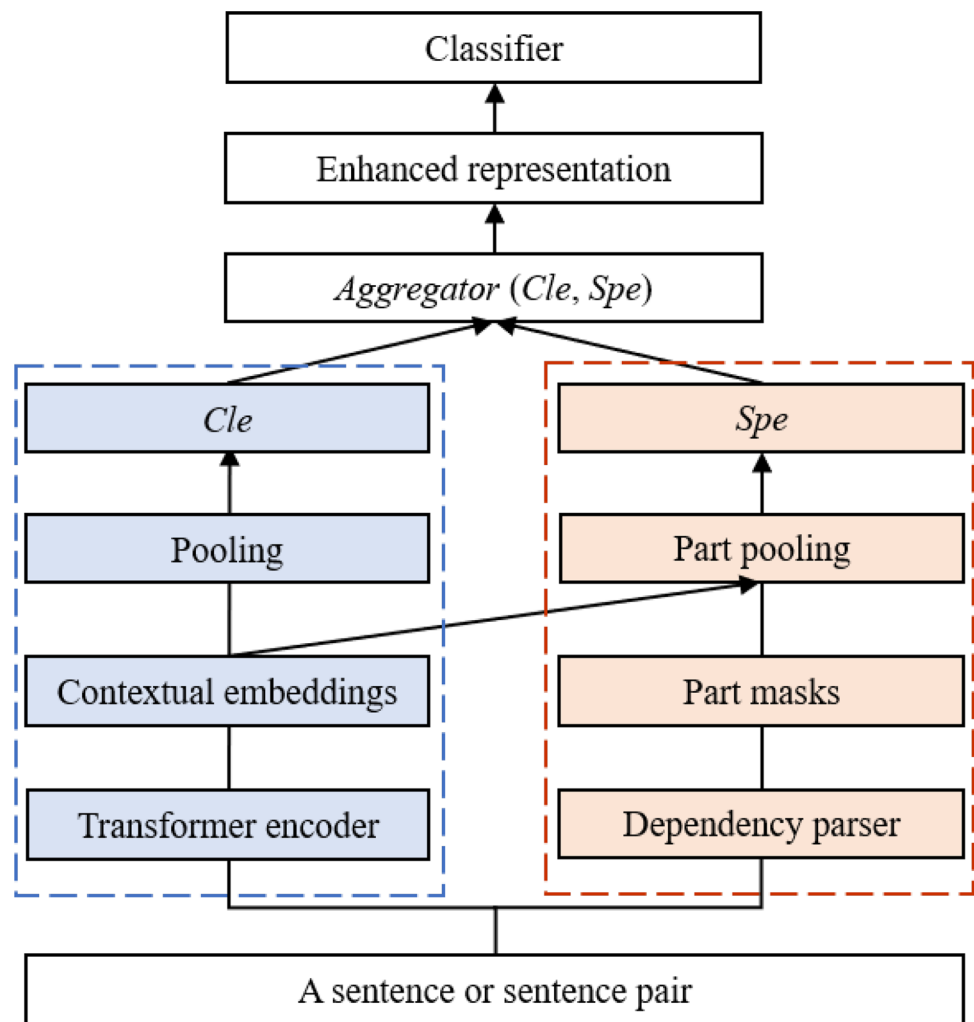 Classifier
Enhanced representation
Aggregator (Cle, Spe)
Cle
Spe
Pooling
Part pooling
Contextual embeddings
Part masks
Transformer encoder
Dependency parser
A sentence or sentence pair